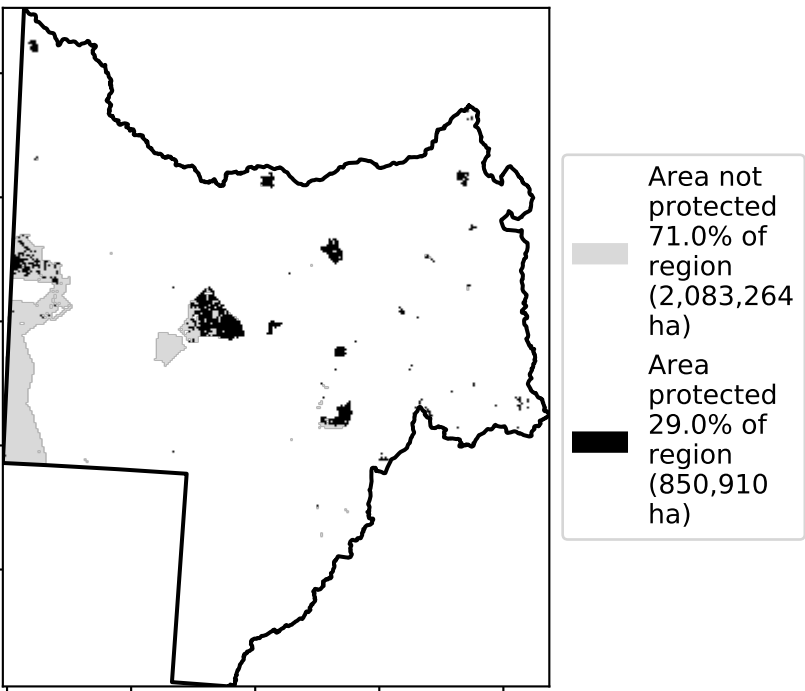 Area not
protected
71.0% of
region
(2,083,264
ha)
Area
protected
29.0% of
region
(850,910
ha)